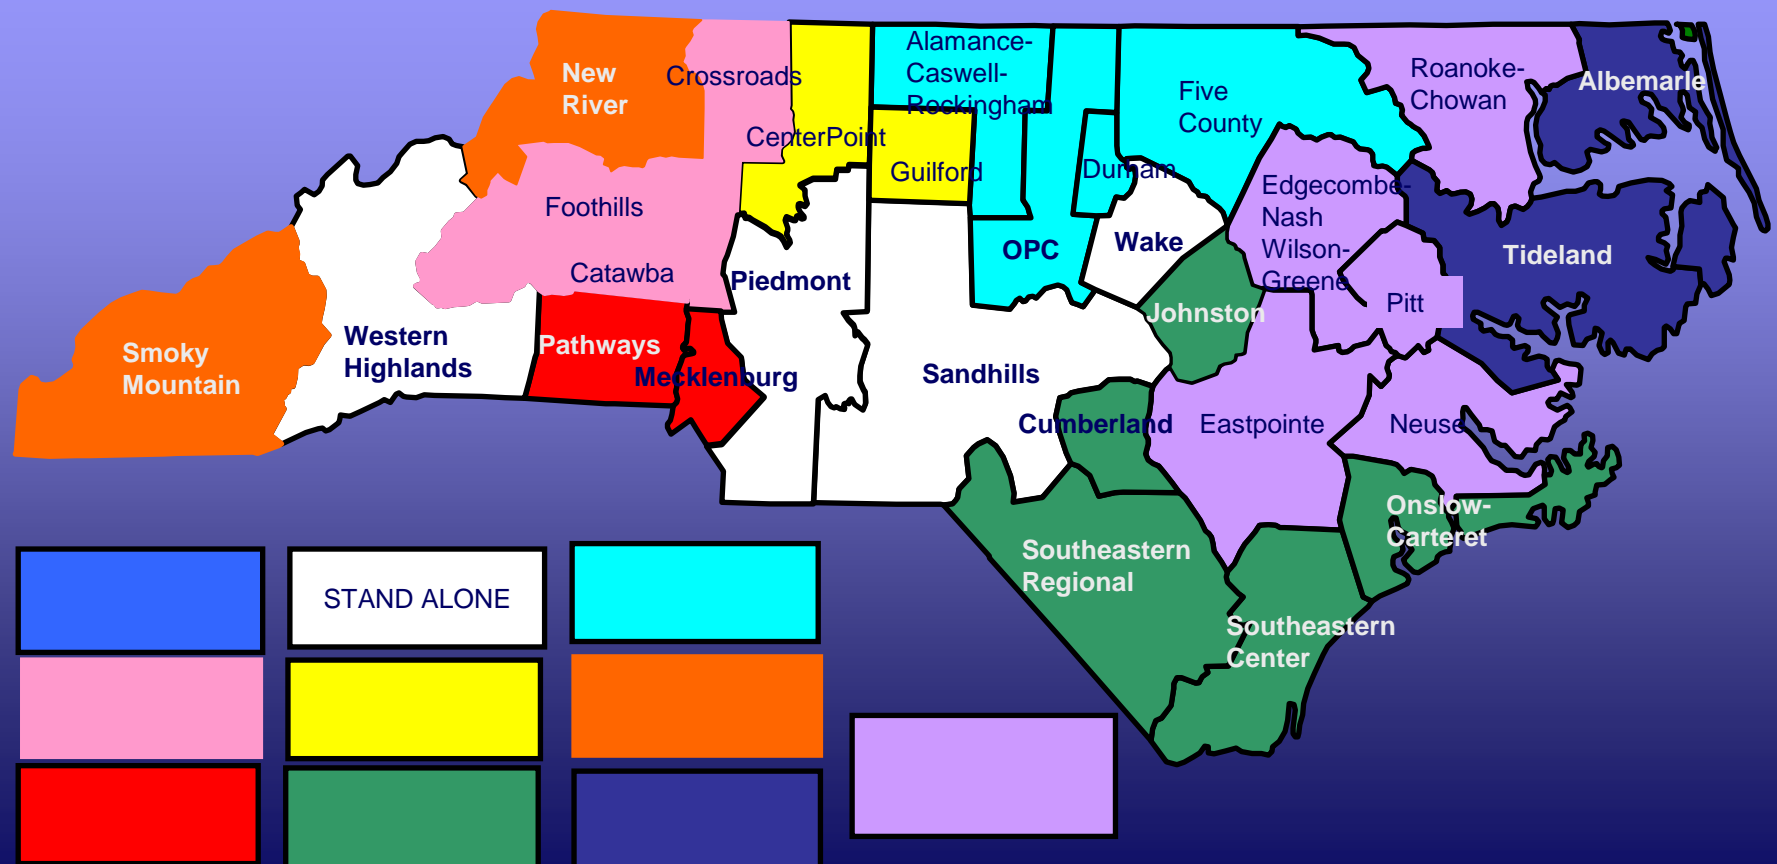 New
River
Crossroads
Alamance-
Caswell-
Rockingham
CenterPoint
Guilford
Durham
Five
County
Roanoke-
Chowan
Albemarle
Foothills
Catawba
Piedmont
OPC
Wake
Edgecombe-
Nash
Wilson-
Greene
Pitt
Tideland
Smoky
Mountain
Western
Highlands
Pathways
Mecklenburg
Sandhills
Johnston
Cumberland
Eastpointe
Neuse
Onslow-
Carteret
Southeastern
Regional
Southeastern
Center
STAND ALONE